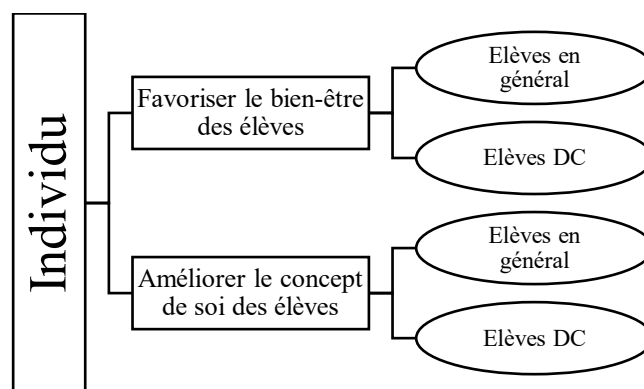 Individu
Favoriser le bien-être
des élèves
Elèves en
général
Elèves DC
Améliorer le concept
de soi des élèves
Elèves en
général
Elèves DC